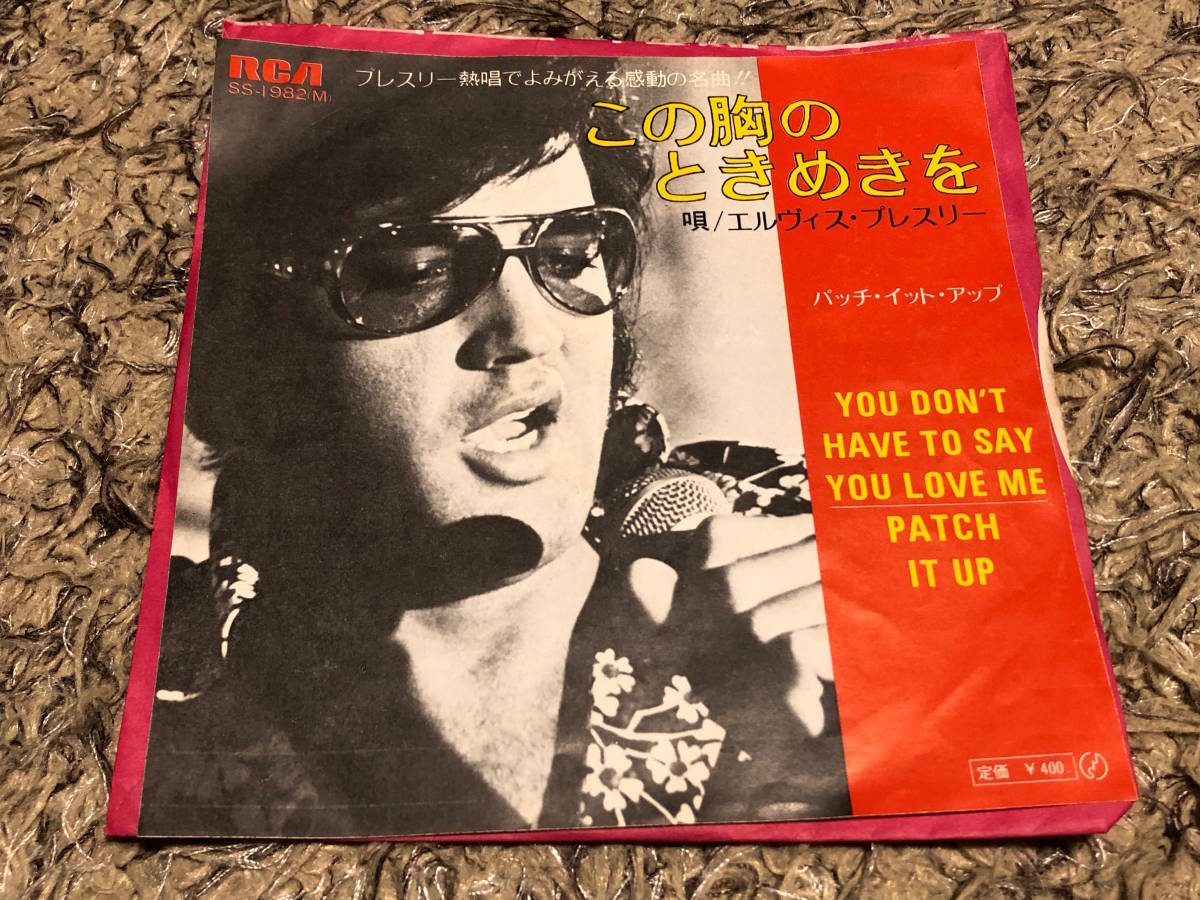 RCA
SS-1982(M)
プレスリー熱唱でよみがえる感動の名曲!!
この胸の
ときめきを
唄/エルヴィス・プレスリー
パッチ・イット・アップ
YOU DON'T
HAVE TO SAY
YOU LOVE ME
PATCH
IT UP
定価 ¥400.